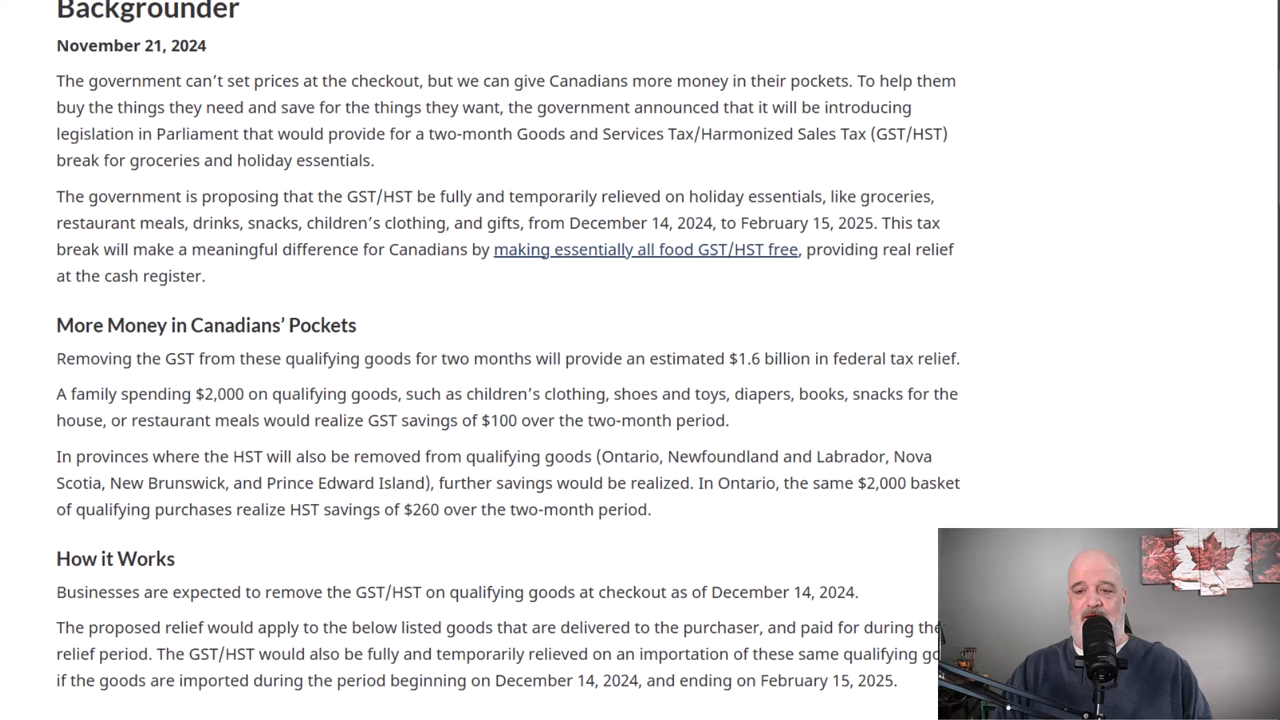 Backgrounder
November 21, 2024
The government can’t set prices at the checkout, but we can give Canadians more money in their pockets. To help them
buy the things they need and save for the things they want, the government announced that it will be introducing
legislation in Parliament that would provide for a two-month Goods and Services Tax/Harmonized Sales Tax (GST/HST)
break for groceries and holiday essentials.
The government is proposing that the GST/HST be fully and temporarily relieved on holiday essentials, like groceries,
restaurant meals, drinks, snacks, children’s clothing, and gifts, from December 14, 2024, to February 15, 2025. This tax
break will make a meaningful difference for Canadians by making essentially all food GST/HST free, providing real relief
at the cash register.
More Money in Canadians’ Pockets
Removing the GST from these qualifying goods for two months will provide an estimated $1.6 billion in federal tax relief.
A family spending $2,000 on qualifying goods, such as children’s clothing, shoes and toys, diapers, books, snacks for the
house, or restaurant meals would realize GST savings of $100 over the two-month period.
In provinces where the HST will also be removed from qualifying goods (Ontario, Newfoundland and Labrador, Nova
Scotia, New Brunswick, and Prince Edward Island), further savings would be realized. In Ontario, the same $2,000 basket
of qualifying purchases realize HST savings of $260 over the two-month period.
How it Works
Businesses are expected to remove the GST/HST on qualifying goods at checkout as of December 14, 2024.
The proposed relief would apply to the below listed goods that are delivered to the purchaser, and paid for during the
relief period. The GST/HST would also be fully and temporarily relieved on an importation of these same qualifying
if the goods are imported during the period beginning on December 14, 2024, and ending on February 15, 2025.